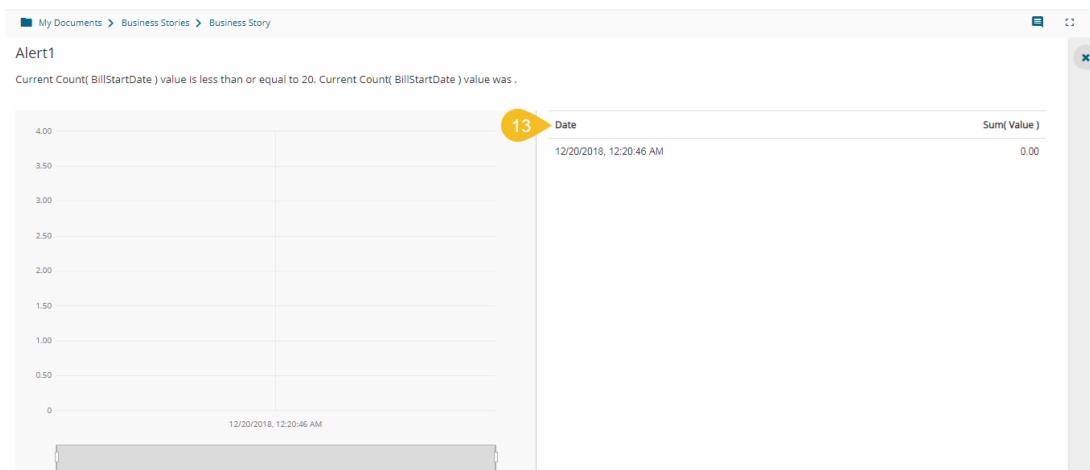 My Documents > Business Stories > Business Story
Alert1
Current Count( BillStartDate ) value is less than or equal to 20. Current Count( BillStartDate ) value was .
4.00
3.50
3.00
2.50
2.00
1.50
1.00
0.50
0
12/20/2018, 12:20:46 AM
13
Date Sum( Value )
12/20/2018, 12:20:46 AM 0.00